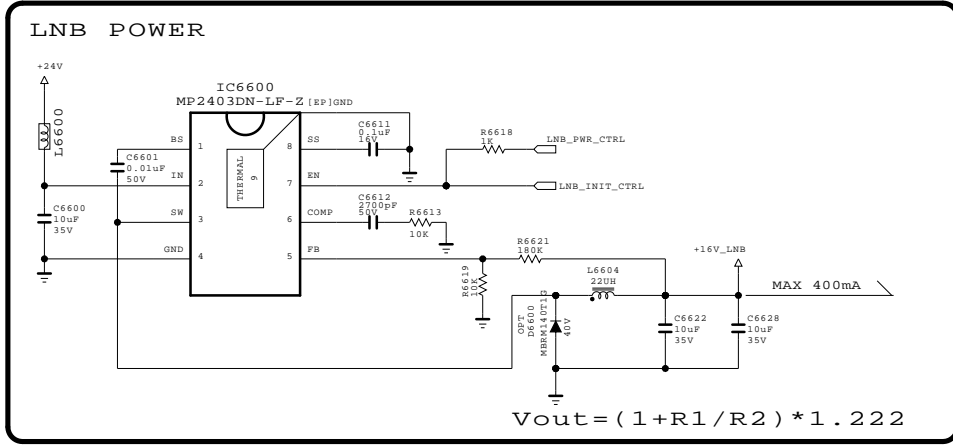 LNB POWER
+24V
L6600
IC6600
MP2403DN-LF-Z
[EP]GND
BS
1
IN
2
SW
3
GND
4
THERMAL
9
8
SS
7
EN
6
COMP
5
FB
C6601
0.01uF
50V
C6600
10uF
35V
C6611
0.1uF
16V
C6612
2700pF
50V
R6613
10K
R6618
1K
LNB_PWR_CTRL
LNB_INIT_CTRL
R6621
180K
R6619
10K
+16V_LNB
L6604
22UH
MAX 400mA
OPT
D6600
MBRM140T1G
40V
C6622
10uF
35V
C6628
10uF
35V
Vout=(1+R1/R2)*1.222